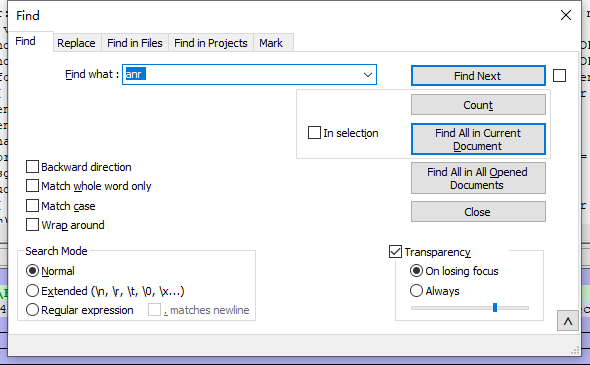 Find
Find Replace Find in Files Find in Projects Mark
Find what : anr Find Next
Count
In selection Find All in Current Document
Find All in All Opened Documents
Close
Backward direction
Match whole word only
Match case
Wrap around
Search Mode
Normal
Extended (\n, \r, \t, \0, \x...)
Regular expression . matches newline
Transparency
On losing focus
Always